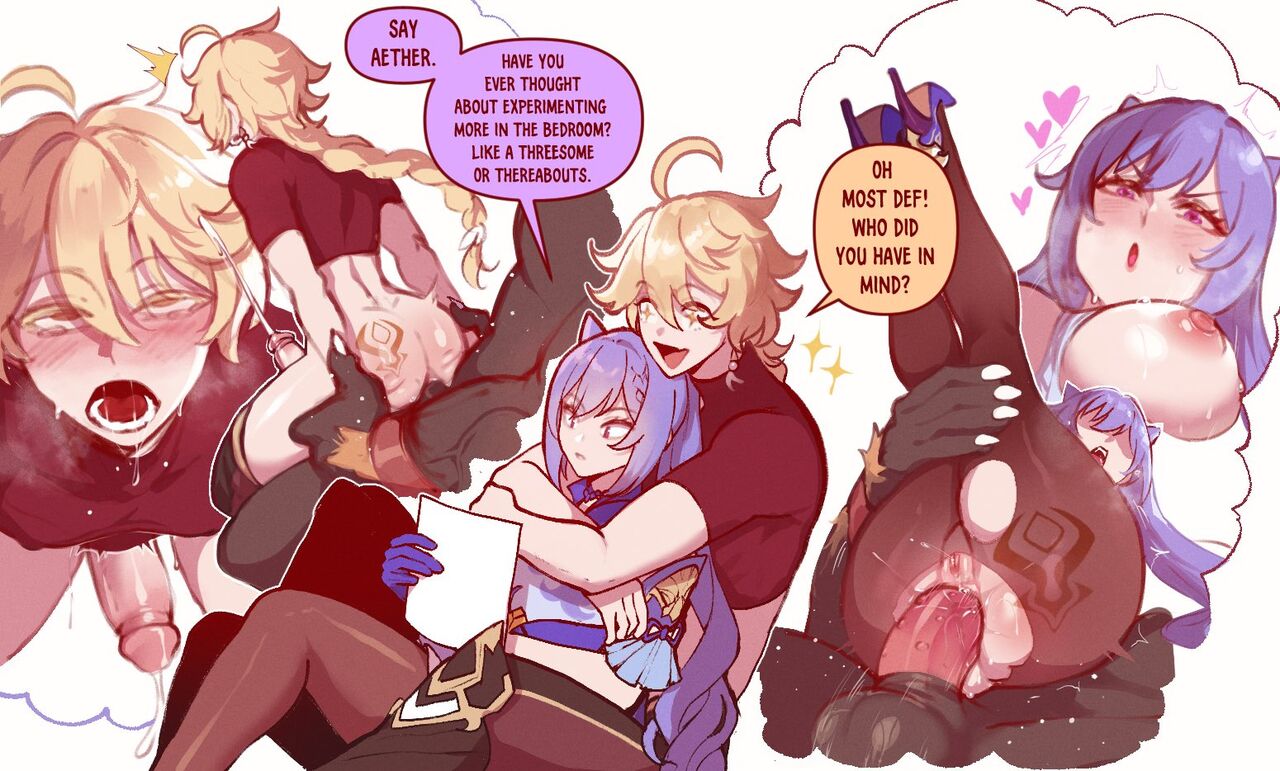 SAY
AETHER.
HAVE YOU
EVER THOUGHT
ABOUT EXPERIMENTING
MORE IN THE BEDROOM?
LIKE A THREESOME
OR THEREABOUTS.
OH
MOST DEF!
WHO DID
YOU HAVE IN
MIND?